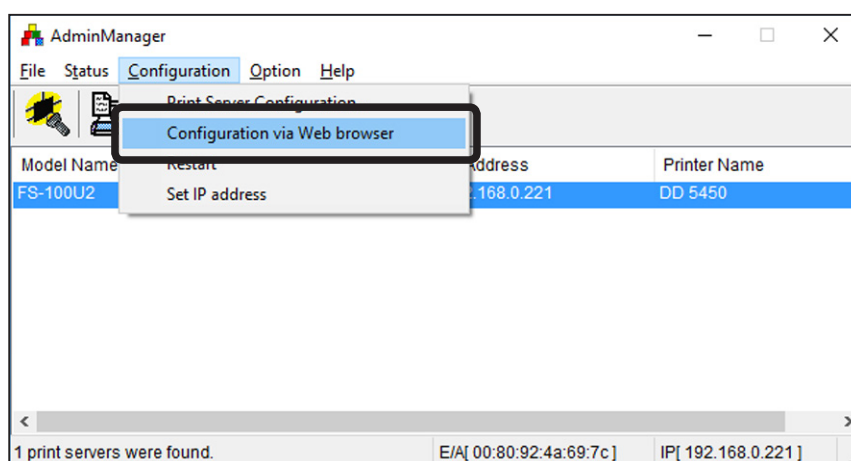 AdminManager
File Status Configuration Option Help
Print Server Configuration
Configuration via Web browser
Restart
Set IP address
Model Name Address Printer Name
FS-100U2 .168.0.221 DD 5450
1 print servers were found. E/A[ 00:80:92:4a:69:7c ] IP[ 192.168.0.221 ]